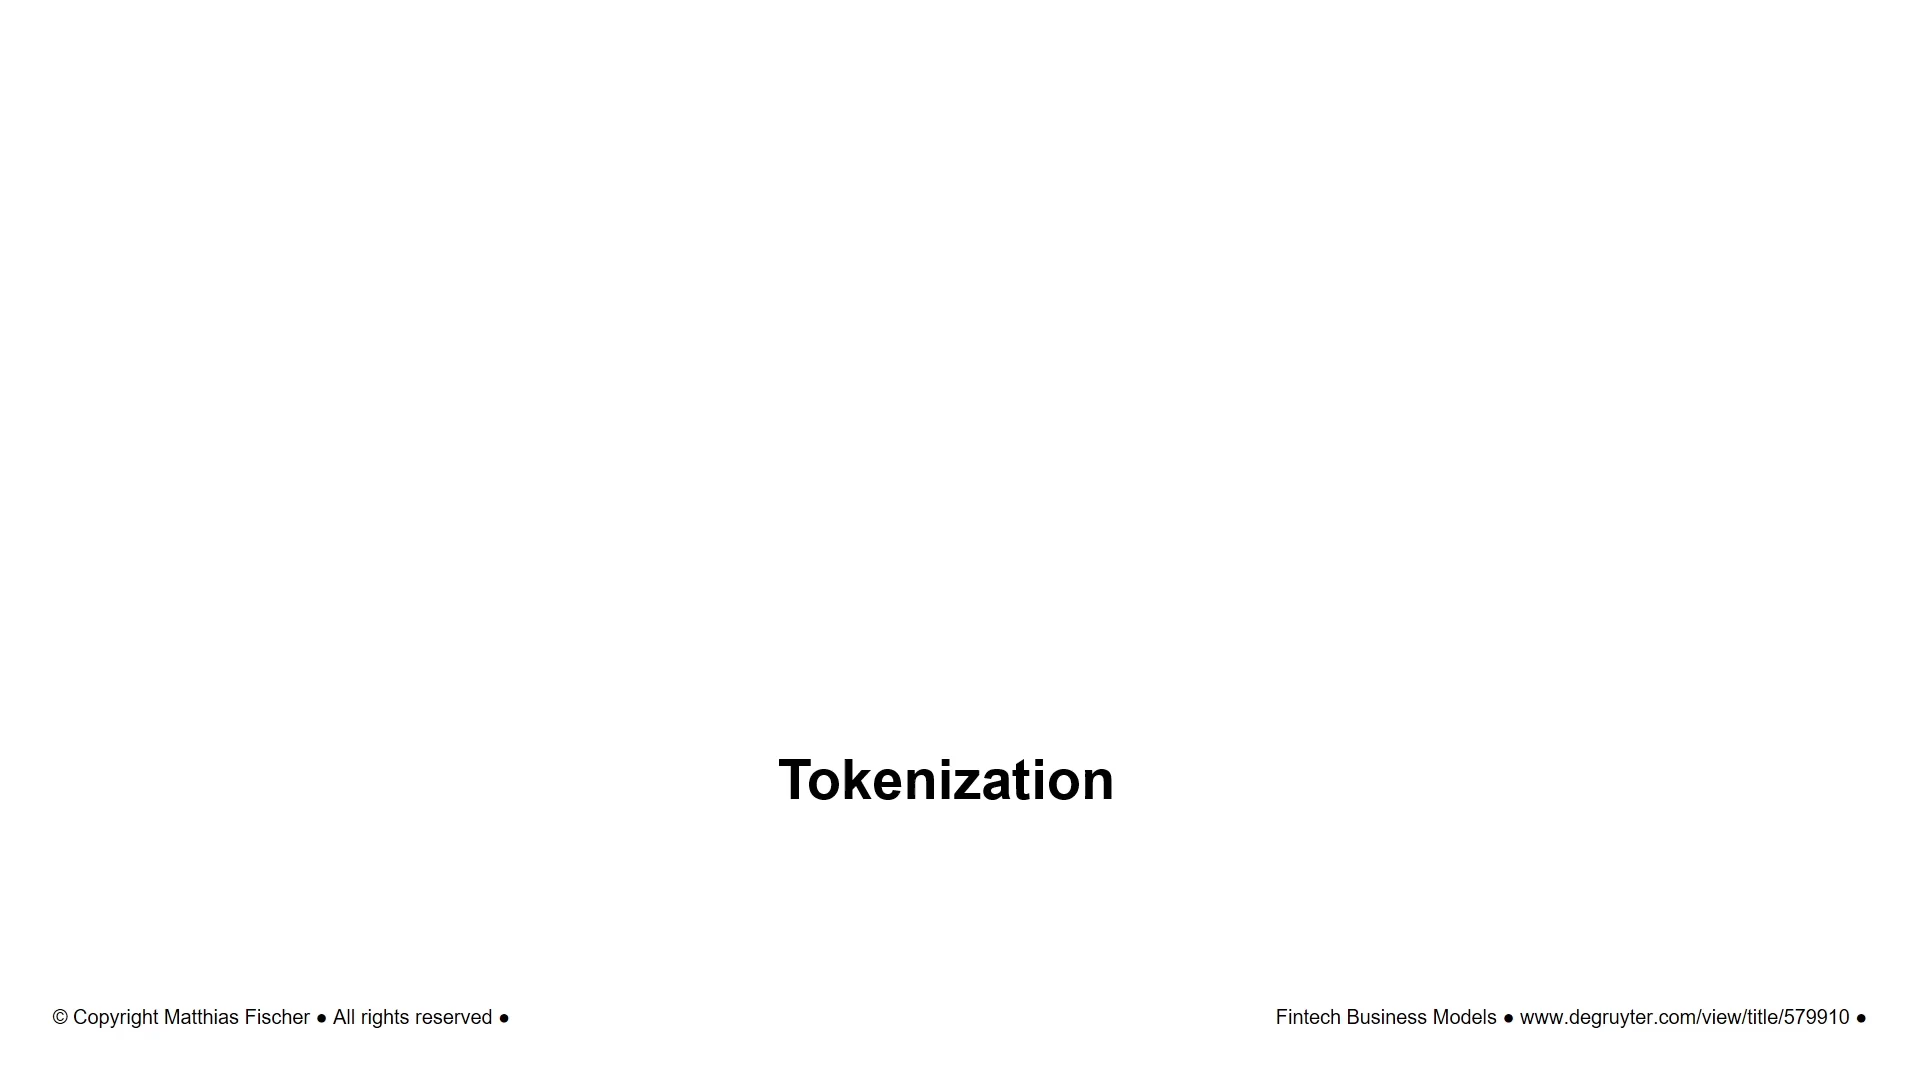 Tokenization
© Copyright Matthias Fischer ● All rights reserved ●
Fintech Business Models ● www.degruyter.com/view/title/579910 ●